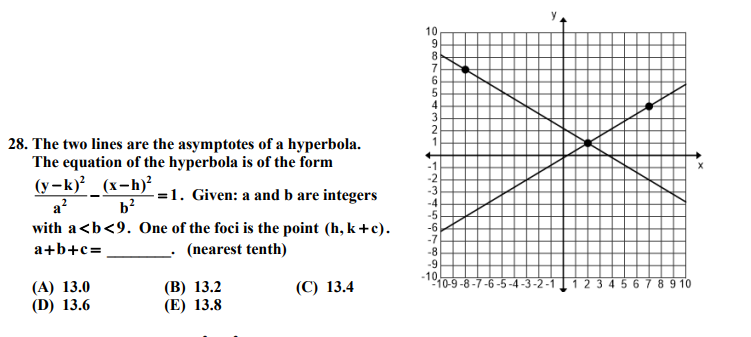 28. The two lines are the asymptotes of a hyperbola.
The equation of the hyperbola is of the form
(y−k)²/a² − (x−h)²/b² =1. Given: a and b are integers
with a<b<9. One of the foci is the point (h, k+c).
a+b+c= ________. (nearest tenth)
(A) 13.0 (B) 13.2 (C) 13.4
(D) 13.6 (E) 13.8
y
10
9
8
7
6
5
4
3
2
1
x
-1
-2
-3
-4
-5
-6
-7
-8
-9
-10
-10-9-8-7-6-5-4-3-2-1 1 2 3 4 5 6 7 8 9 10